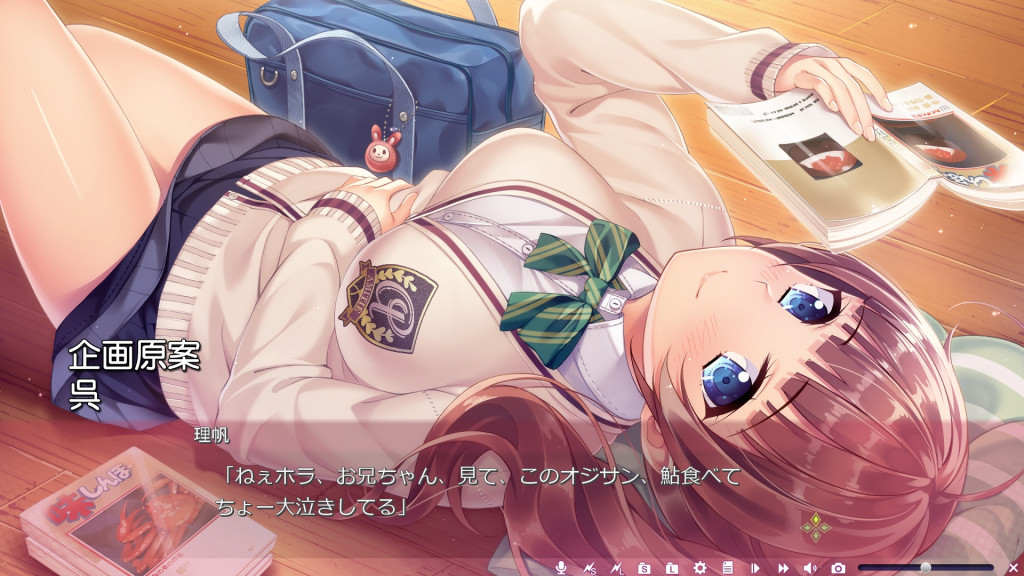 企画原案
呉
理帆
「ねぇホラ、お兄ちゃん、見て、このオジサン、鮎食べて
ちょー大泣きしてる」
味しんぼ